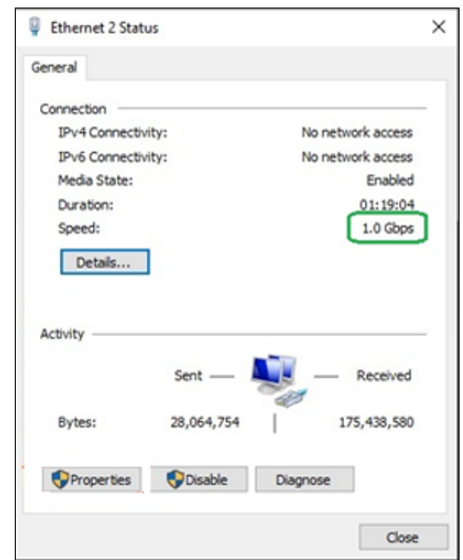 Ethernet 2 Status
General
Connection
IPv4 Connectivity: No network access
IPv6 Connectivity: No network access
Media State: Enabled
Duration: 01:19:04
Speed: 1.0 Gbps
Details...
Activity
Sent Received
Bytes: 28,064,754 175,438,580
Properties Disable Diagnose
Close